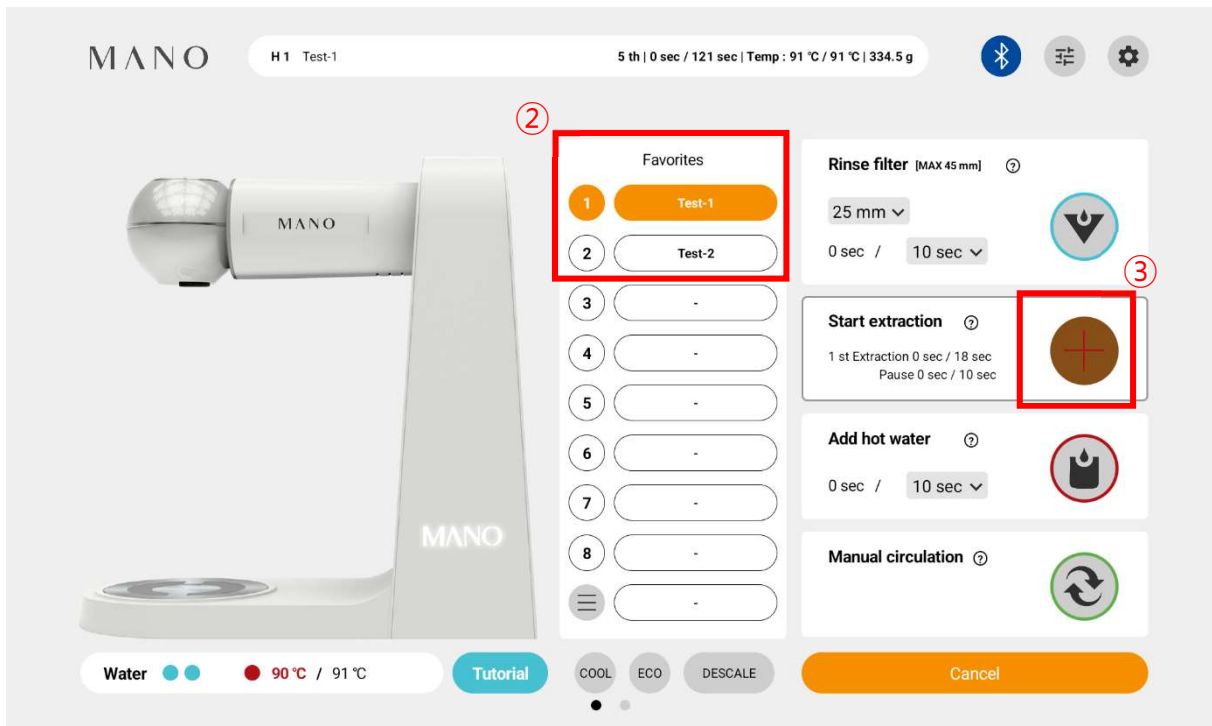 MANO
H 1 Test-1
5 th | 0 sec / 121 sec | Temp : 91 ℃ / 91 ℃ | 334.5 g
②
Favorites
1 Test-1
2 Test-2
3 -
4 -
5 -
6 -
7 -
8 -
-
MANO
MANO
Rinse filter [MAX 45 mm] ?
25 mm
0 sec / 10 sec
③
Start extraction ?
1 st Extraction 0 sec / 18 sec
Pause 0 sec / 10 sec
Add hot water ?
0 sec / 10 sec
Manual circulation ?
Water 90 ℃ / 91 ℃
Tutorial
COOL
ECO
DESCALE
Cancel